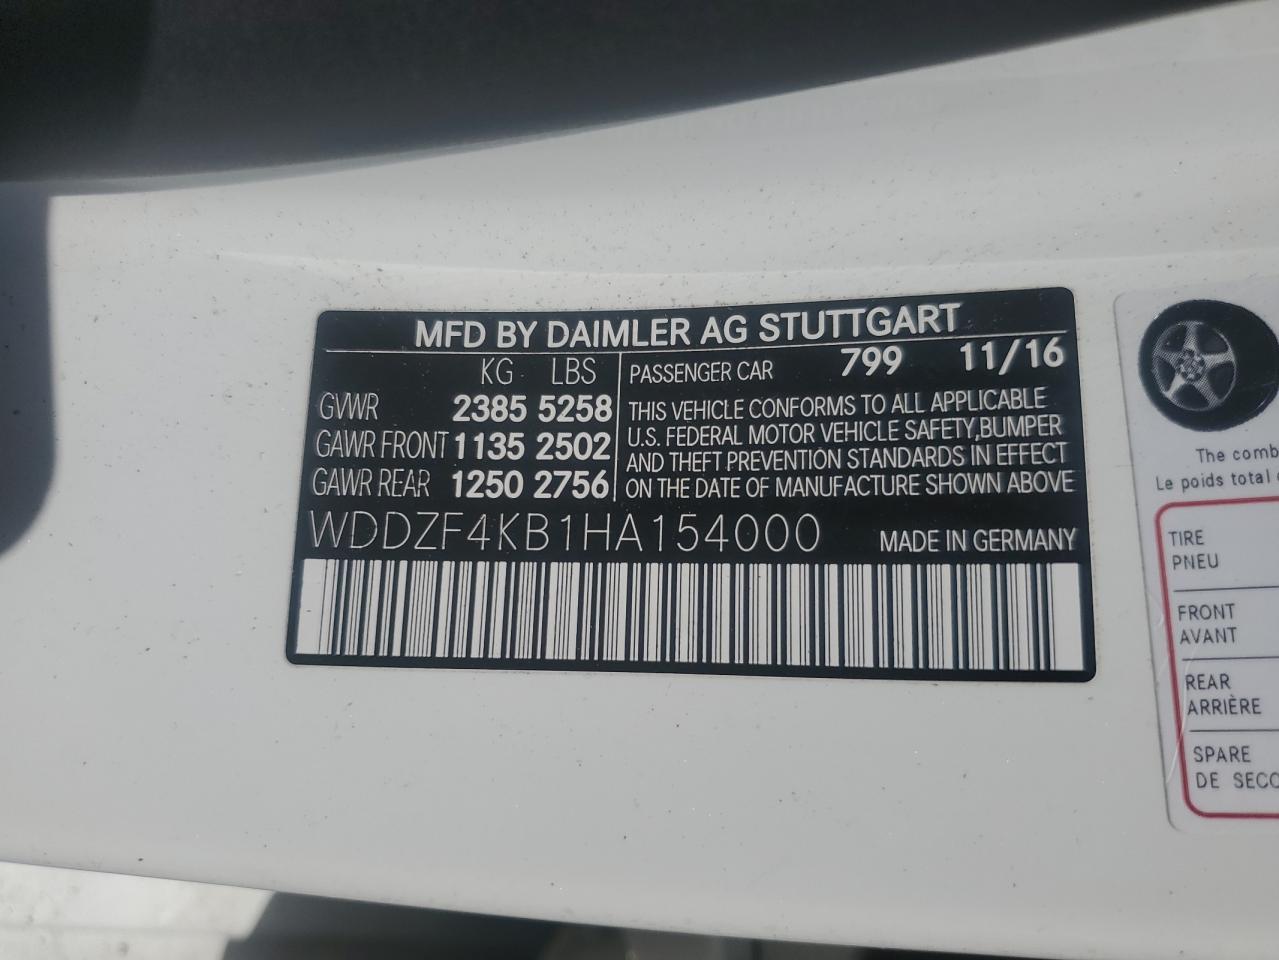 MFD BY DAIMLER AG STUTTGART
KG LBS
GVWR 2385 5258
GAWR FRONT 1135 2502
GAWR REAR 1250 2756
PASSENGER CAR 799 11/16
THIS VEHICLE CONFORMS TO ALL APPLICABLE
U.S. FEDERAL MOTOR VEHICLE SAFETY, BUMPER
AND THEFT PREVENTION STANDARDS IN EFFECT
ON THE DATE OF MANUFACTURE SHOWN ABOVE
WDDZF4KB1HA154000 MADE IN GERMANY
The comb
Le poids total
TIRE
PNEU
FRONT
AVANT
REAR
ARRIÈRE
SPARE
DE SECO